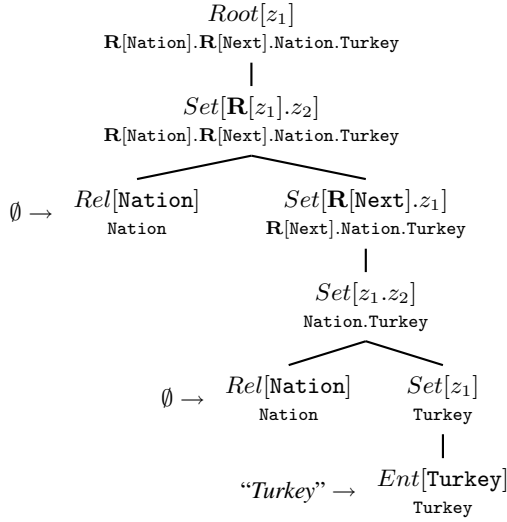 Root[z₁]
R[Nation].R[Next].Nation.Turkey
Set[R[z₁].z₂]
R[Nation].R[Next].Nation.Turkey
∅ → Rel[Nation] Set[R[Next].z₁]
Nation R[Next].Nation.Turkey
Set[z₁.z₂]
Nation.Turkey
∅ → Rel[Nation] Set[z₁]
Nation Turkey
“Turkey” → Ent[Turkey]
Turkey